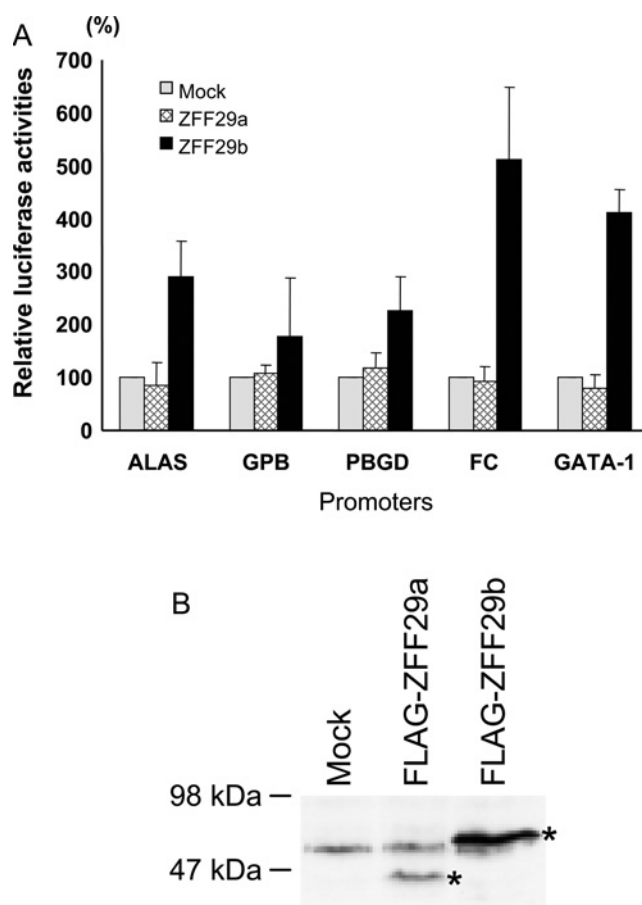 A
(%)
Relative luciferase activities
700
600
500
400
300
200
100
0
Mock
ZFF29a
ZFF29b
ALAS GPB PBGD FC GATA-1
Promoters
B
Mock
FLAG-ZFF29a
FLAG-ZFF29b
98 kDa
47 kDa
*
*